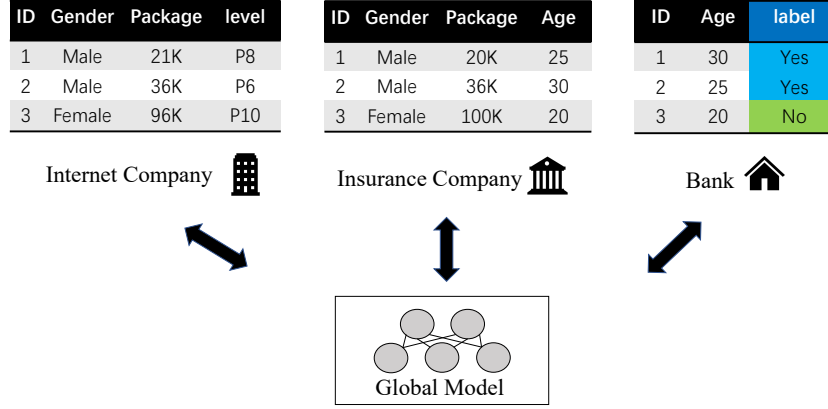 ID Gender Package level
1 Male 21K P8
2 Male 36K P6
3 Female 96K P10
Internet Company
ID Gender Package Age
1 Male 20K 25
2 Male 36K 30
3 Female 100K 20
Insurance Company
ID Age label
1 30 Yes
2 25 Yes
3 20 No
Bank
Global Model